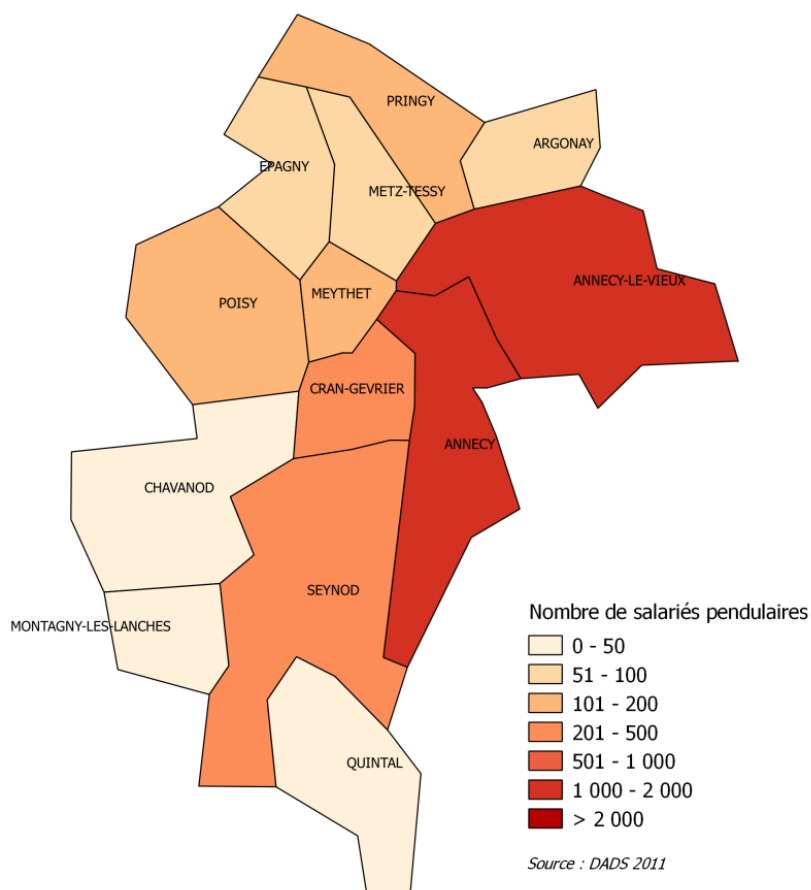 PRINGY
ARGONAY
EPAGNY
METZ-TESSY
ANNECY-LE-VIEUX
POISY
MEYTHET
CRAN-GEVRIER
ANNECY
CHAVANOD
SEYNOD
MONTAGNY-LES-LANCHES
QUINTAL
Nombre de salariés pendulaires
0 - 50
51 - 100
101 - 200
201 - 500
501 - 1 000
1 000 - 2 000
> 2 000
Source : DADS 2011